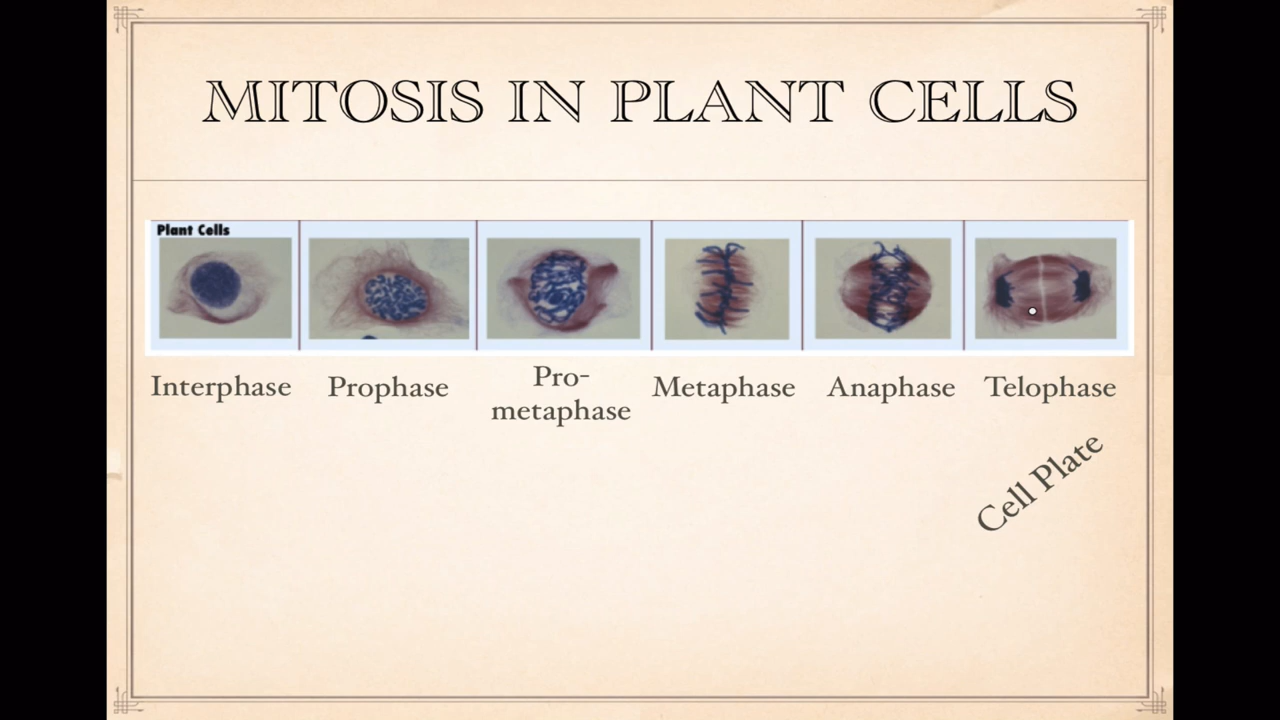 MITOSIS IN PLANT CELLS
Plant Cells
Interphase
Prophase
Pro-
metaphase
Metaphase
Anaphase
Telophase
Cell Plate